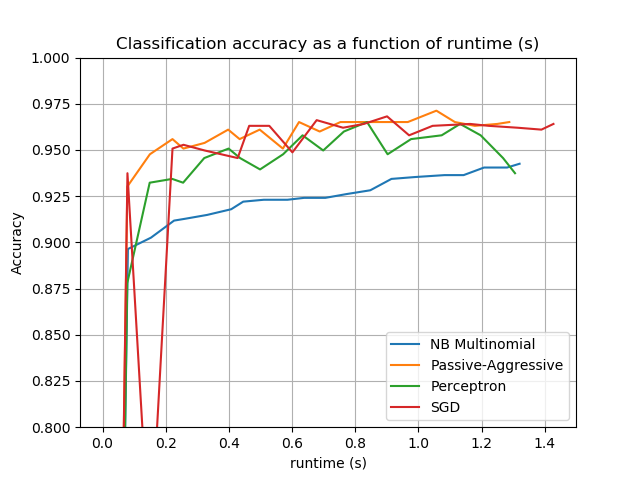 Classification accuracy as a function of runtime (s)
1.000
0.975
0.950
0.925
0.900
0.875
0.850
0.825
0.800
Accuracy
NB Multinomial
Passive-Aggressive
Perceptron
SGD
0.0 0.2 0.4 0.6 0.8 1.0 1.2 1.4
runtime (s)